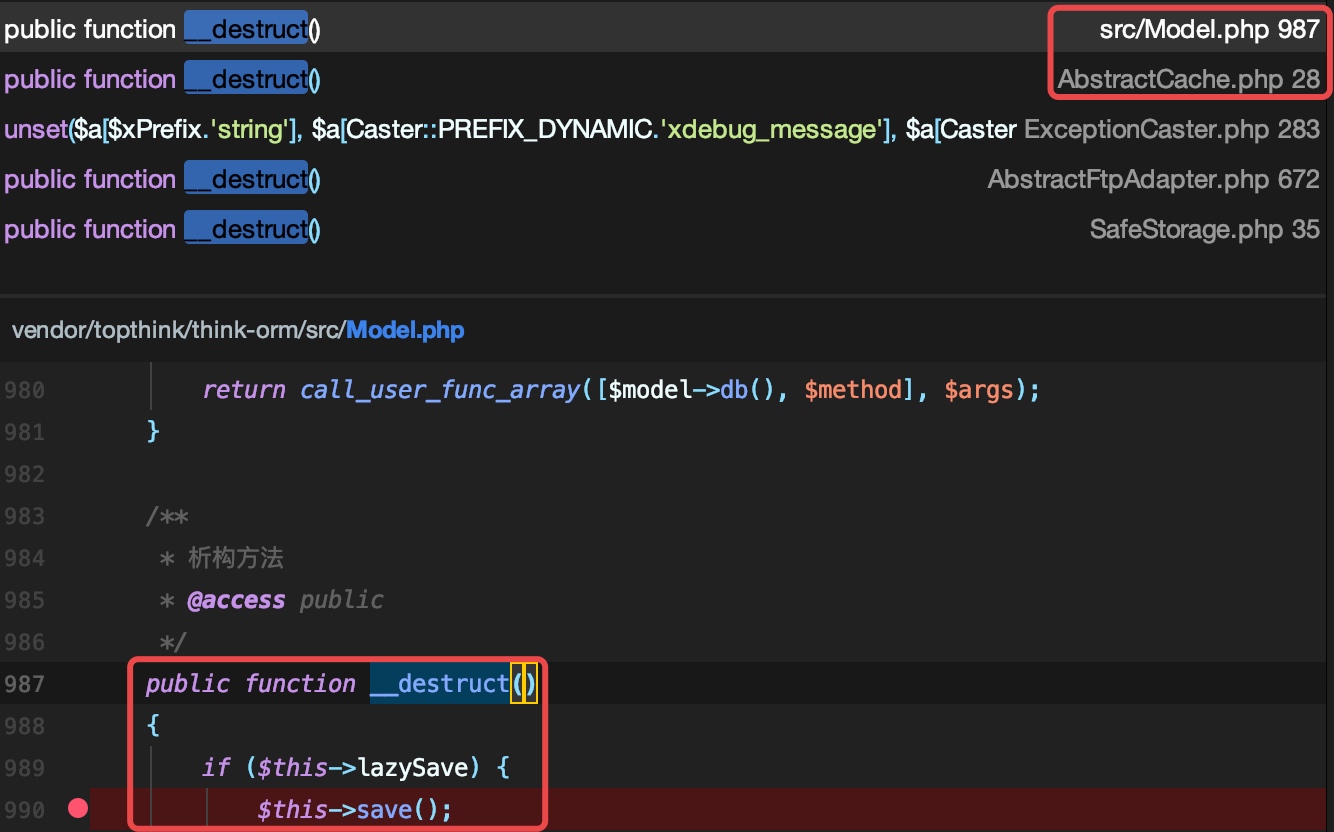 public function __destruct() src/Model.php 987
public function __destruct() AbstractCache.php 28
unset($a[$xPrefix.'string'], $a[Caster::PREFIX_DYNAMIC.'xdebug_message'], $a[Caster ExceptionCaster.php 283
public function __destruct() AbstractFtpAdapter.php 672
public function __destruct() SafeStorage.php 35
vendor/topthink/think-orm/src/Model.php
980 return call_user_func_array([$model->db(), $method], $args);
981 }
982
983 /**
984 * 析构方法
985 * @access public
986 */
987 public function __destruct()
988 {
989 if ($this->lazySave) {
990 $this->save();